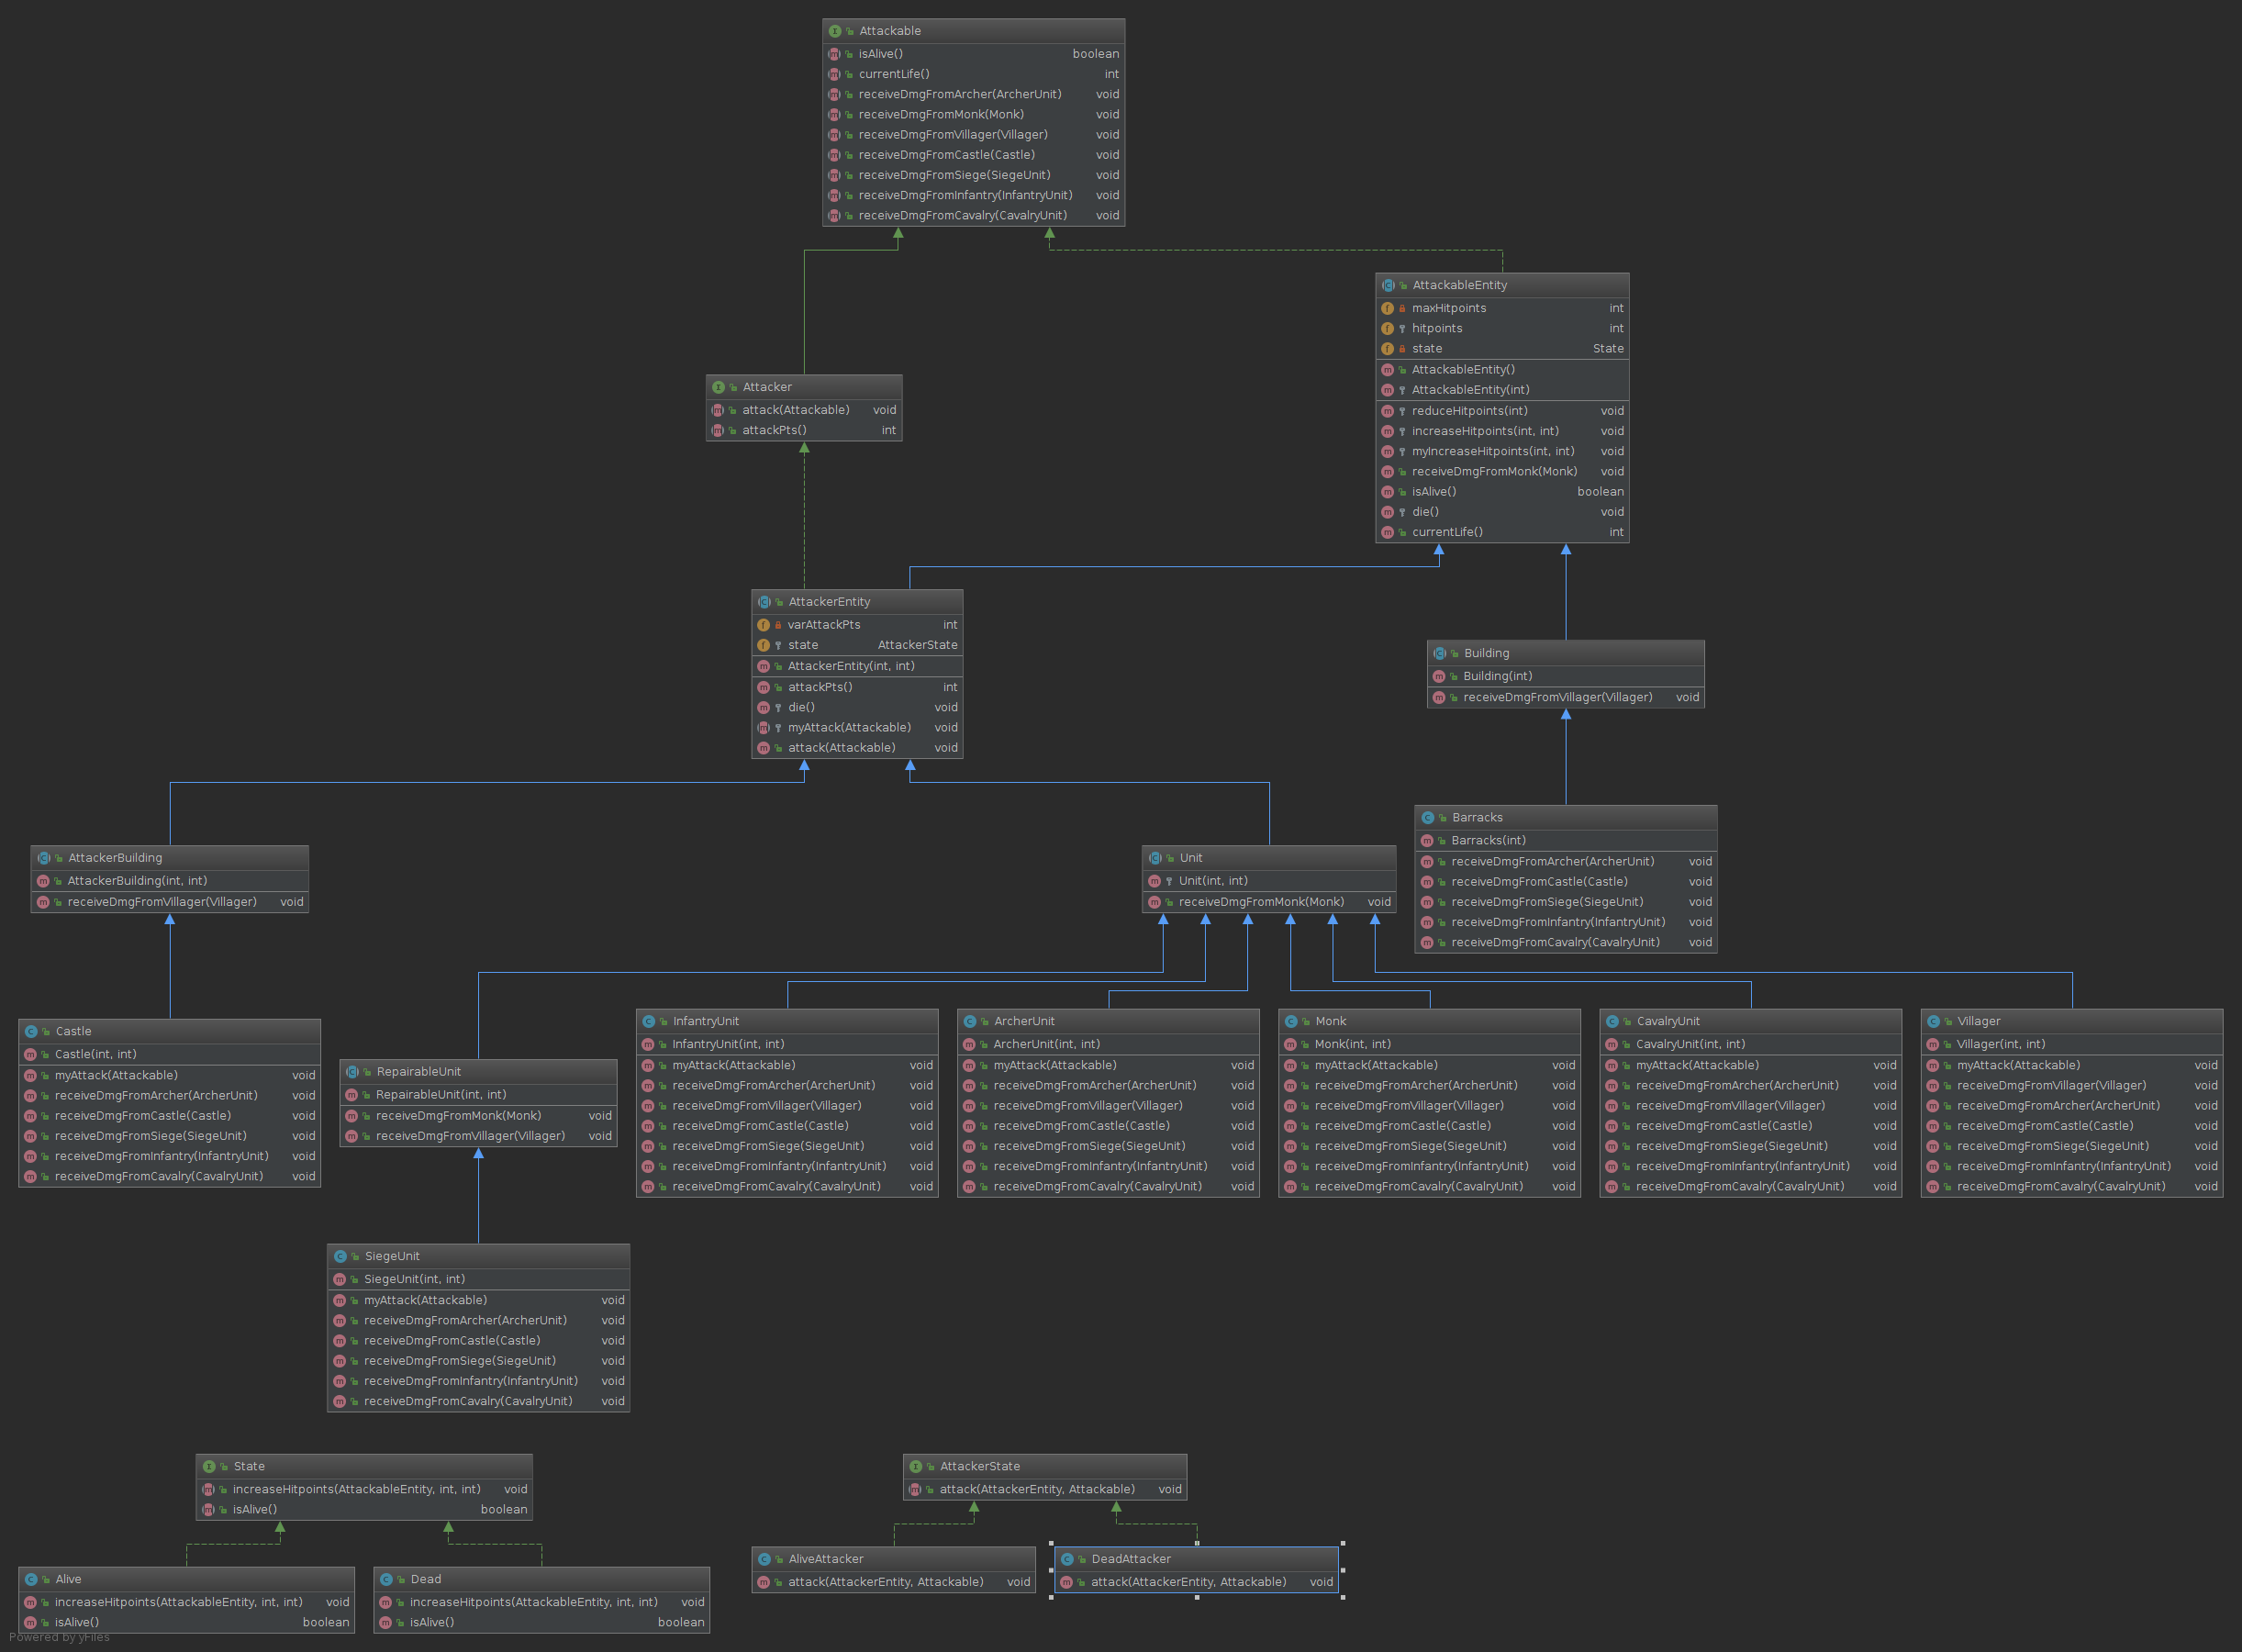 Attackable
isAlive() boolean
currentLife() int
receiveDmgFromArcher(ArcherUnit) void
receiveDmgFromMonk(Monk) void
receiveDmgFromVillager(Villager) void
receiveDmgFromCastle(Castle) void
receiveDmgFromSiege(SiegeUnit) void
receiveDmgFromInfantry(InfantryUnit) void
receiveDmgFromCavalry(CavalryUnit) void
AttackableEntity
maxHitpoints int
hitpoints int
state State
AttackableEntity()
AttackableEntity(int)
reduceHitpoints(int) void
increaseHitpoints(int, int) void
myIncreaseHitpoints(int, int) void
receiveDmgFromMonk(Monk) void
isAlive() boolean
die() void
currentLife() int
Attacker
attack(Attackable) void
attackPts() int
AttackerEntity
varAttackPts int
state AttackerState
AttackerEntity(int, int)
attackPts() int
die() void
myAttack(Attackable) void
attack(Attackable) void
Building
Building(int)
receiveDmgFromVillager(Villager) void
Barracks
Barracks(int)
receiveDmgFromArcher(ArcherUnit) void
receiveDmgFromCastle(Castle) void
receiveDmgFromSiege(SiegeUnit) void
receiveDmgFromInfantry(InfantryUnit) void
receiveDmgFromCavalry(CavalryUnit) void
AttackerBuilding
AttackerBuilding(int, int)
receiveDmgFromVillager(Villager) void
Unit
Unit(int, int)
receiveDmgFromMonk(Monk) void
Castle
Castle(int, int)
myAttack(Attackable) void
receiveDmgFromArcher(ArcherUnit) void
receiveDmgFromCastle(Castle) void
receiveDmgFromSiege(SiegeUnit) void
receiveDmgFromInfantry(InfantryUnit) void
receiveDmgFromCavalry(CavalryUnit) void
RepairableUnit
RepairableUnit(int, int)
receiveDmgFromMonk(Monk) void
receiveDmgFromVillager(Villager) void
InfantryUnit
InfantryUnit(int, int)
myAttack(Attackable) void
receiveDmgFromArcher(ArcherUnit) void
receiveDmgFromVillager(Villager) void
receiveDmgFromCastle(Castle) void
receiveDmgFromSiege(SiegeUnit) void
receiveDmgFromInfantry(InfantryUnit) void
receiveDmgFromCavalry(CavalryUnit) void
ArcherUnit
ArcherUnit(int, int)
myAttack(Attackable) void
receiveDmgFromArcher(ArcherUnit) void
receiveDmgFromVillager(Villager) void
receiveDmgFromCastle(Castle) void
receiveDmgFromSiege(SiegeUnit) void
receiveDmgFromInfantry(InfantryUnit) void
receiveDmgFromCavalry(CavalryUnit) void
Monk
Monk(int, int)
myAttack(Attackable) void
receiveDmgFromArcher(ArcherUnit) void
receiveDmgFromVillager(Villager) void
receiveDmgFromCastle(Castle) void
receiveDmgFromSiege(SiegeUnit) void
receiveDmgFromInfantry(InfantryUnit) void
receiveDmgFromCavalry(CavalryUnit) void
CavalryUnit
CavalryUnit(int, int)
myAttack(Attackable) void
receiveDmgFromArcher(ArcherUnit) void
receiveDmgFromVillager(Villager) void
receiveDmgFromCastle(Castle) void
receiveDmgFromSiege(SiegeUnit) void
receiveDmgFromInfantry(InfantryUnit) void
receiveDmgFromCavalry(CavalryUnit) void
Villager
Villager(int, int)
myAttack(Attackable) void
receiveDmgFromVillager(Villager) void
receiveDmgFromArcher(ArcherUnit) void
receiveDmgFromCastle(Castle) void
receiveDmgFromSiege(SiegeUnit) void
receiveDmgFromInfantry(InfantryUnit) void
receiveDmgFromCavalry(CavalryUnit) void
SiegeUnit
SiegeUnit(int, int)
myAttack(Attackable) void
receiveDmgFromArcher(ArcherUnit) void
receiveDmgFromCastle(Castle) void
receiveDmgFromSiege(SiegeUnit) void
receiveDmgFromInfantry(InfantryUnit) void
receiveDmgFromCavalry(CavalryUnit) void
State
increaseHitpoints(AttackableEntity, int, int) void
isAlive() boolean
AttackerState
attack(AttackerEntity, Attackable) void
Alive
increaseHitpoints(AttackableEntity, int, int) void
isAlive() boolean
Dead
increaseHitpoints(AttackableEntity, int, int) void
isAlive() boolean
AliveAttacker
attack(AttackerEntity, Attackable) void
DeadAttacker
attack(AttackerEntity, Attackable) void
Powered by yFiles